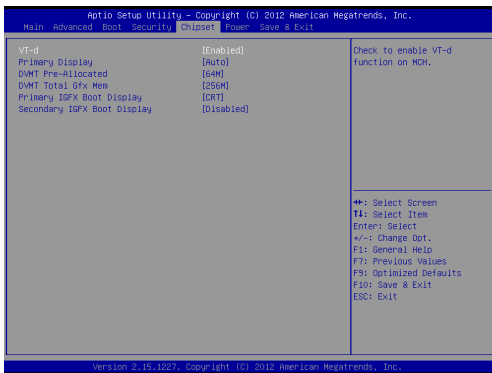 Aptio Setup Utility – Copyright (C) 2012 American Megatrends, Inc.
Main Advanced Boot Security Chipset Power Save & Exit
VT-d [Enabled]
Primary Display [Auto]
DVMT Pre-Allocated [64M]
DVMT Total Gfx Mem [256M]
Primary IGFX Boot Display [CRT]
Secondary IGFX Boot Display [Disabled]
Check to enable VT-d
function on MCH.
→←: Select Screen
↑↓: Select Item
Enter: Select
+/-: Change Opt.
F1: General Help
F7: Previous Values
F9: Optimized Defaults
F10: Save & Exit
ESC: Exit
Version 2.15.1227. Copyright (C) 2012 American Megatrends, Inc.